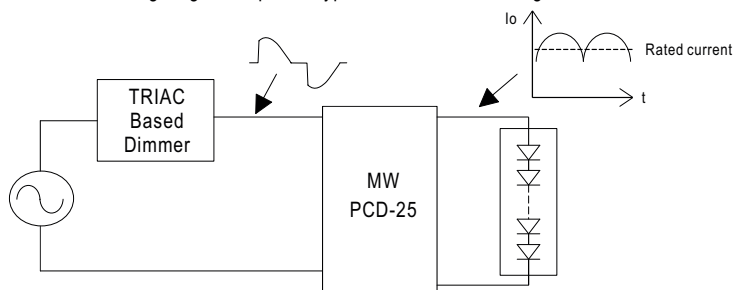 Io
Rated current
t
TRIAC
Based
Dimmer
MW
PCD-25